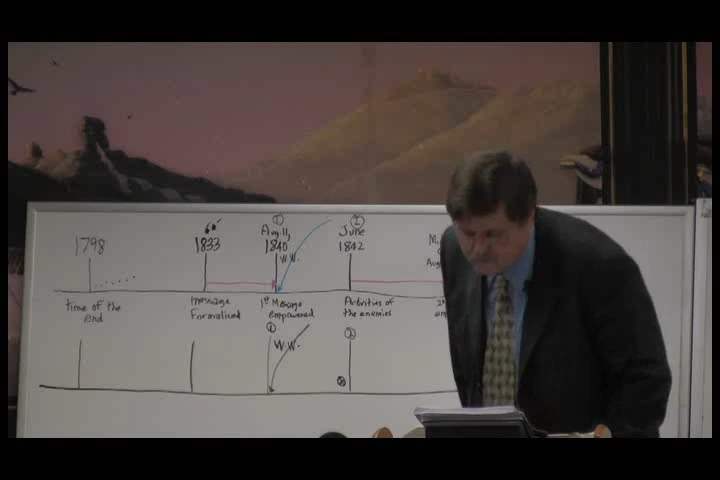 ① ②
Aug. 11, June
1798 1833 1840 1842
W.W.
time of the message 1st Message Activities of
end Formalized empowered the enemies
① ②
W.W.